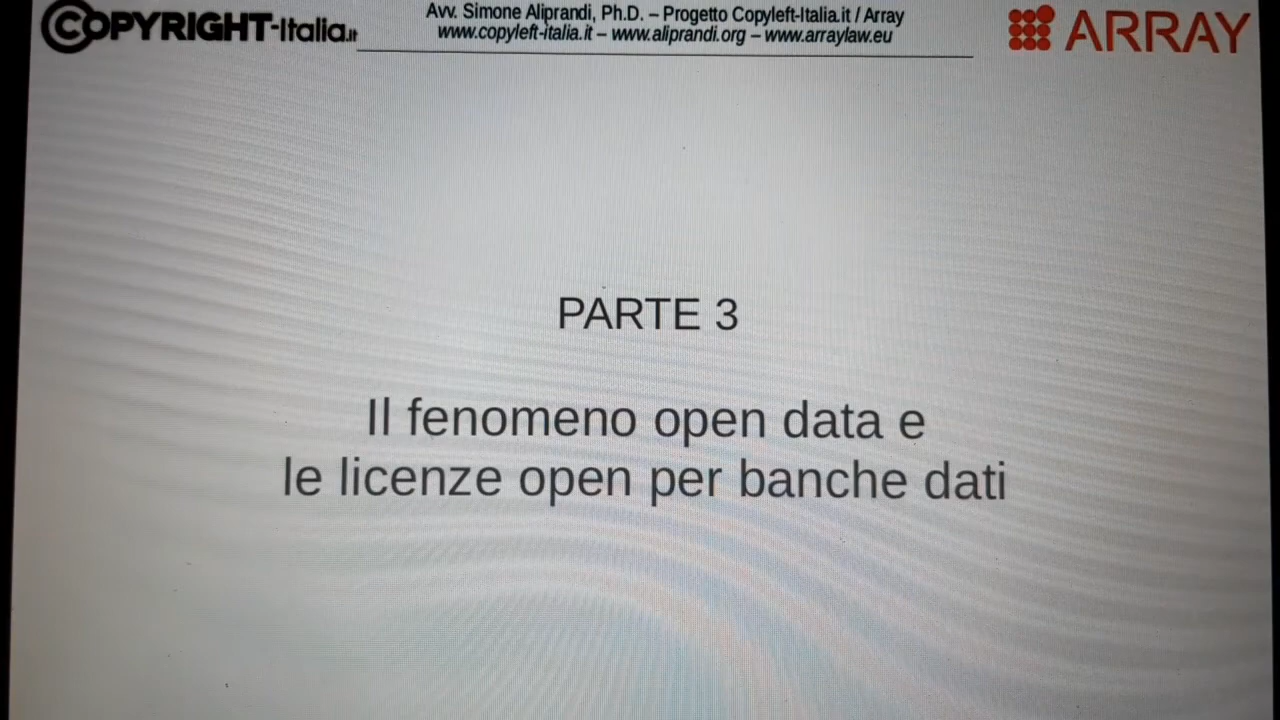 COPYRIGHT-Italia.it
Avv. Simone Aliprandi, Ph.D. – Progetto Copyleft-Italia.it / Array
www.copyleft-italia.it – www.aliprandi.org – www.arraylaw.eu
ARRAY
PARTE 3
Il fenomeno open data e
le licenze open per banche dati